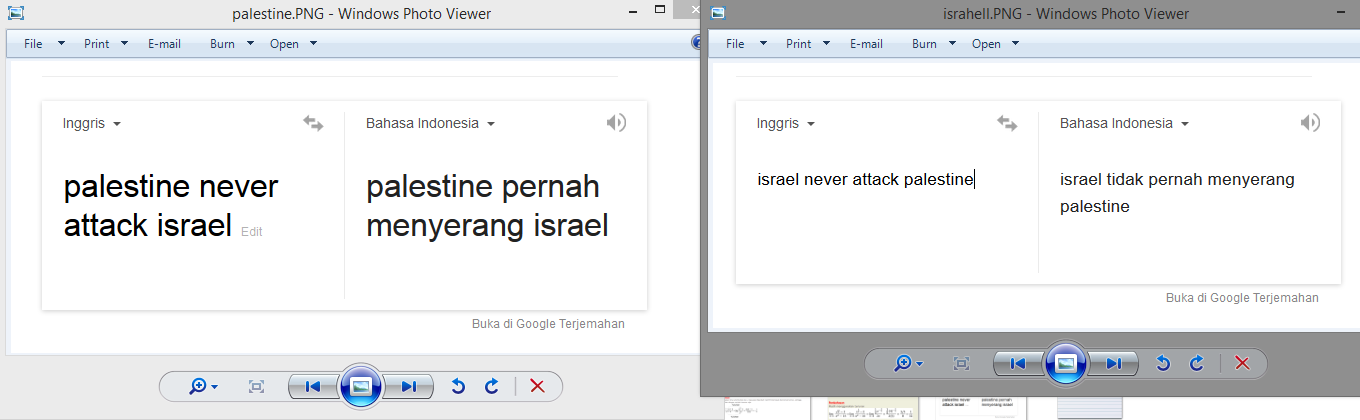 palestine.PNG - Windows Photo Viewer
File Print E-mail Burn Open
Inggris
Bahasa Indonesia
palestine never
attack israel Edit
palestine pernah
menyerang israel
Buka di Google Terjemahan
israhell.PNG - Windows Photo Viewer
File Print E-mail Burn Open
Inggris
Bahasa Indonesia
israel never attack palestine
israel tidak pernah menyerang
palestine
Buka di Google Terjemahan